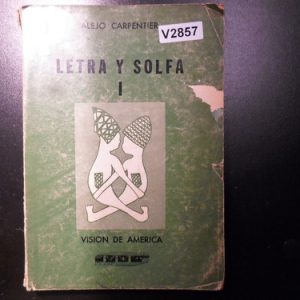 ALEJO CARPENTIER
V2857
LETRA Y SOLFA
I
VISION DE AMERICA